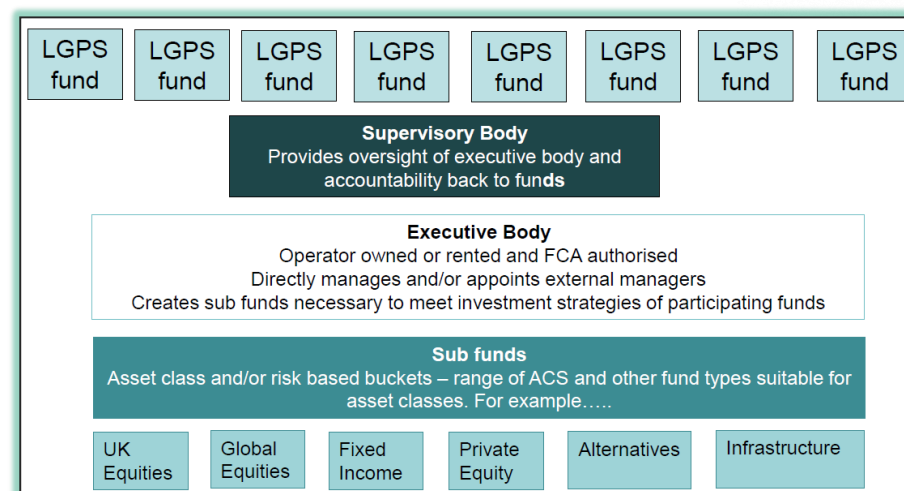 LGPS fund
LGPS fund
LGPS fund
LGPS fund
LGPS fund
LGPS fund
LGPS fund
LGPS fund
Supervisory Body
Provides oversight of executive body and
accountability back to funds
Executive Body
Operator owned or rented and FCA authorised
Directly manages and/or appoints external managers
Creates sub funds necessary to meet investment strategies of participating funds
Sub funds
Asset class and/or risk based buckets – range of ACS and other fund types suitable for
asset classes. For example…..
UK
Equities
Global
Equities
Fixed
Income
Private
Equity
Alternatives
Infrastructure